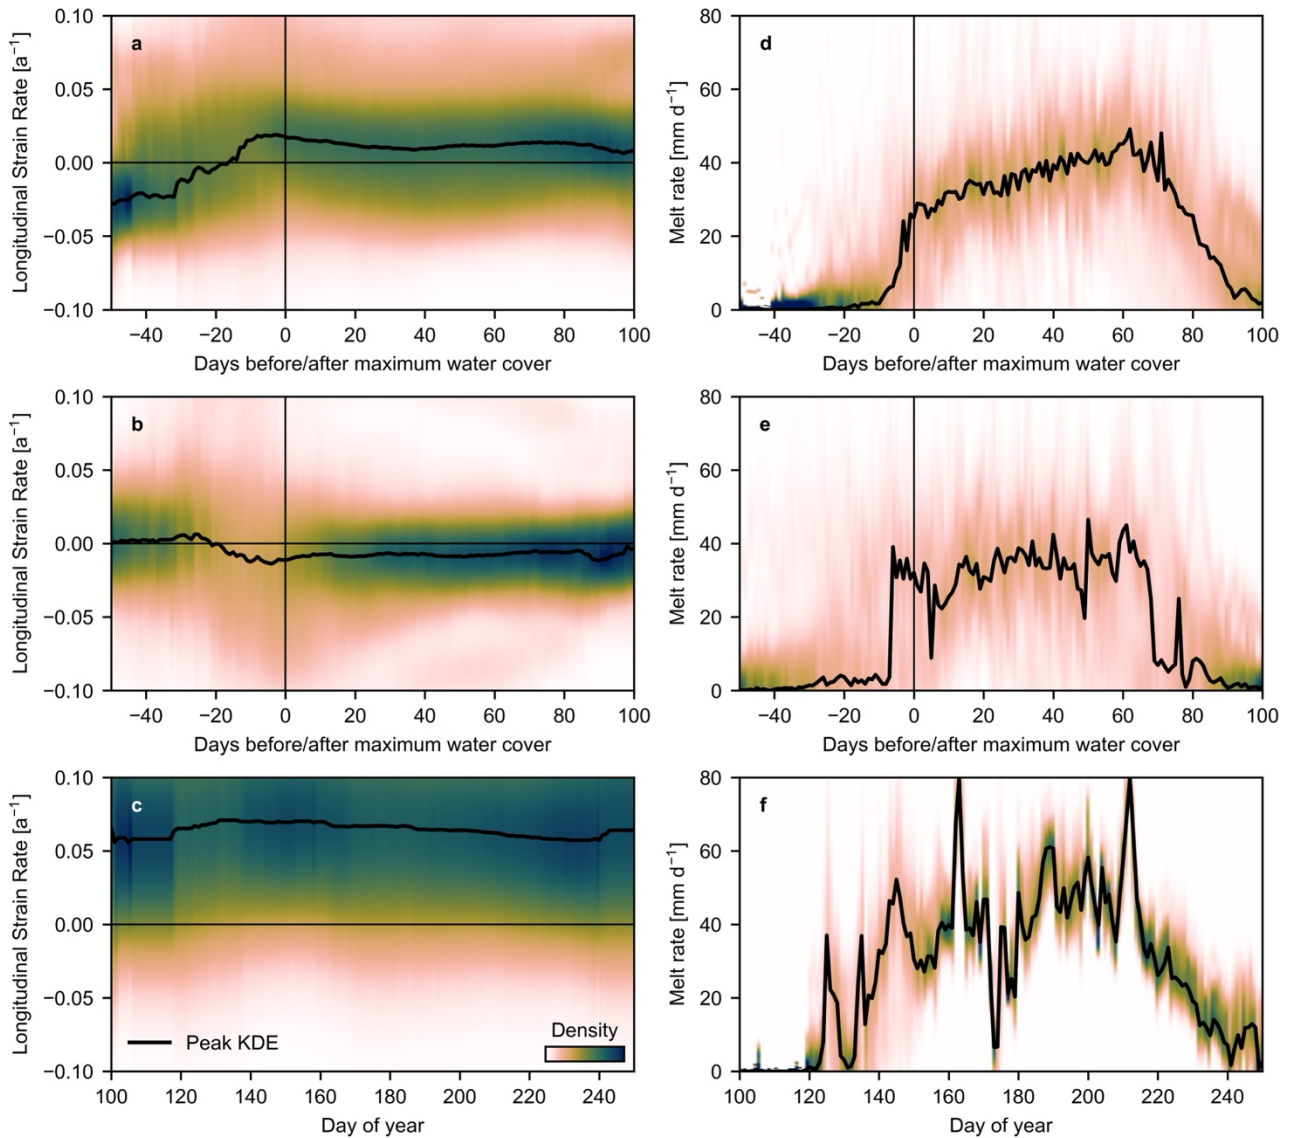 a
0.10
0.05
0.00
−0.05
−0.10
Longitudinal Strain Rate [a⁻¹]
−40 −20 0 20 40 60 80 100
Days before/after maximum water cover
d
80
60
40
20
0
Melt rate [mm d⁻¹]
−40 −20 0 20 40 60 80 100
Days before/after maximum water cover
b
0.10
0.05
0.00
−0.05
−0.10
Longitudinal Strain Rate [a⁻¹]
−40 −20 0 20 40 60 80 100
Days before/after maximum water cover
e
80
60
40
20
0
Melt rate [mm d⁻¹]
−40 −20 0 20 40 60 80 100
Days before/after maximum water cover
c
0.10
0.05
0.00
−0.05
−0.10
Longitudinal Strain Rate [a⁻¹]
Peak KDE
Density
100 120 140 160 180 200 220 240
Day of year
f
80
60
40
20
0
Melt rate [mm d⁻¹]
100 120 140 160 180 200 220 240
Day of year